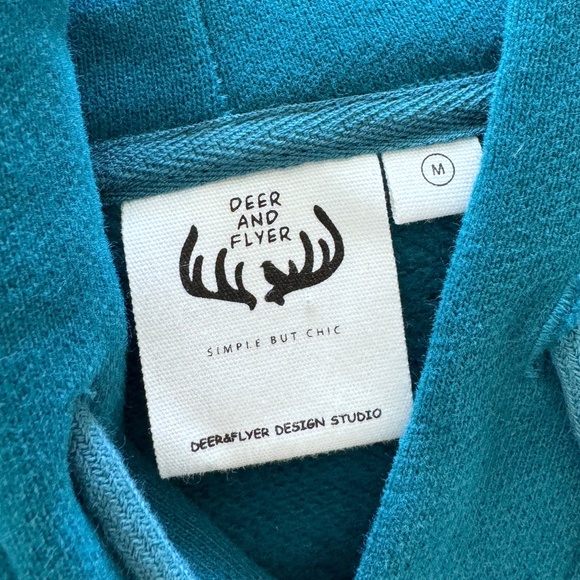 DEER
AND
FLYER
SIMPLE BUT CHIC
DEER&FLYER DESIGN STUDIO
M